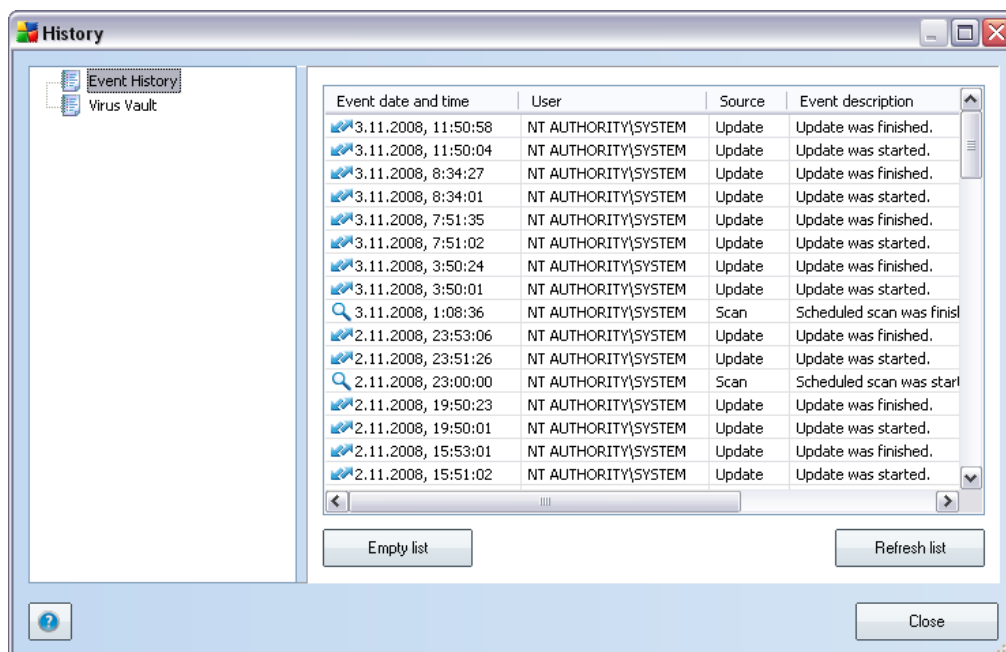 History
Event History
Virus Vault
Event date and time User Source Event description
3.11.2008, 11:50:58 NT AUTHORITY\SYSTEM Update Update was finished.
3.11.2008, 11:50:04 NT AUTHORITY\SYSTEM Update Update was started.
3.11.2008, 8:34:27 NT AUTHORITY\SYSTEM Update Update was finished.
3.11.2008, 8:34:01 NT AUTHORITY\SYSTEM Update Update was started.
3.11.2008, 7:51:35 NT AUTHORITY\SYSTEM Update Update was finished.
3.11.2008, 7:51:02 NT AUTHORITY\SYSTEM Update Update was started.
3.11.2008, 3:50:24 NT AUTHORITY\SYSTEM Update Update was finished.
3.11.2008, 3:50:01 NT AUTHORITY\SYSTEM Update Update was started.
3.11.2008, 1:08:36 NT AUTHORITY\SYSTEM Scan Scheduled scan was finisl
2.11.2008, 23:53:06 NT AUTHORITY\SYSTEM Update Update was finished.
2.11.2008, 23:51:26 NT AUTHORITY\SYSTEM Update Update was started.
2.11.2008, 23:00:00 NT AUTHORITY\SYSTEM Scan Scheduled scan was start
2.11.2008, 19:50:23 NT AUTHORITY\SYSTEM Update Update was finished.
2.11.2008, 19:50:01 NT AUTHORITY\SYSTEM Update Update was started.
2.11.2008, 15:53:01 NT AUTHORITY\SYSTEM Update Update was finished.
2.11.2008, 15:51:02 NT AUTHORITY\SYSTEM Update Update was started.
Empty list
Refresh list
Close